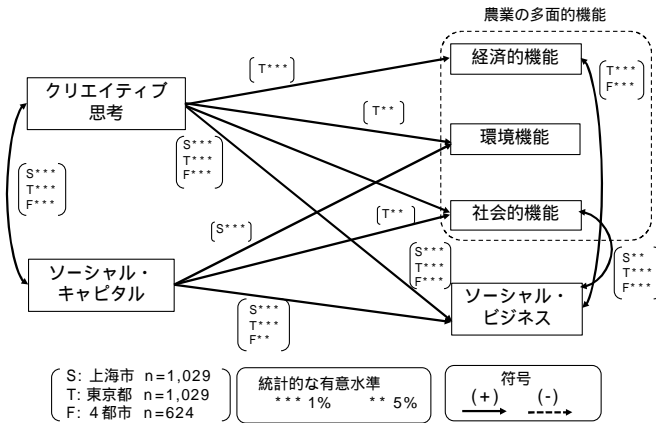 農業の多面的機能
クリエイティブ
思考
経済的機能
環境機能
社会的機能
ソーシャル・
キャピタル
ソーシャル・
ビジネス
T***
T**
T***
F***
S***
T***
F***
S***
T***
F***
S***
T**
S***
T***
F***
S**
T***
F***
S***
T***
F**
S: 上海市 n=1,029
T: 東京都 n=1,029
F: 4都市 n=624
統計的な有意水準
***1% **5%
符号
(+) (-)